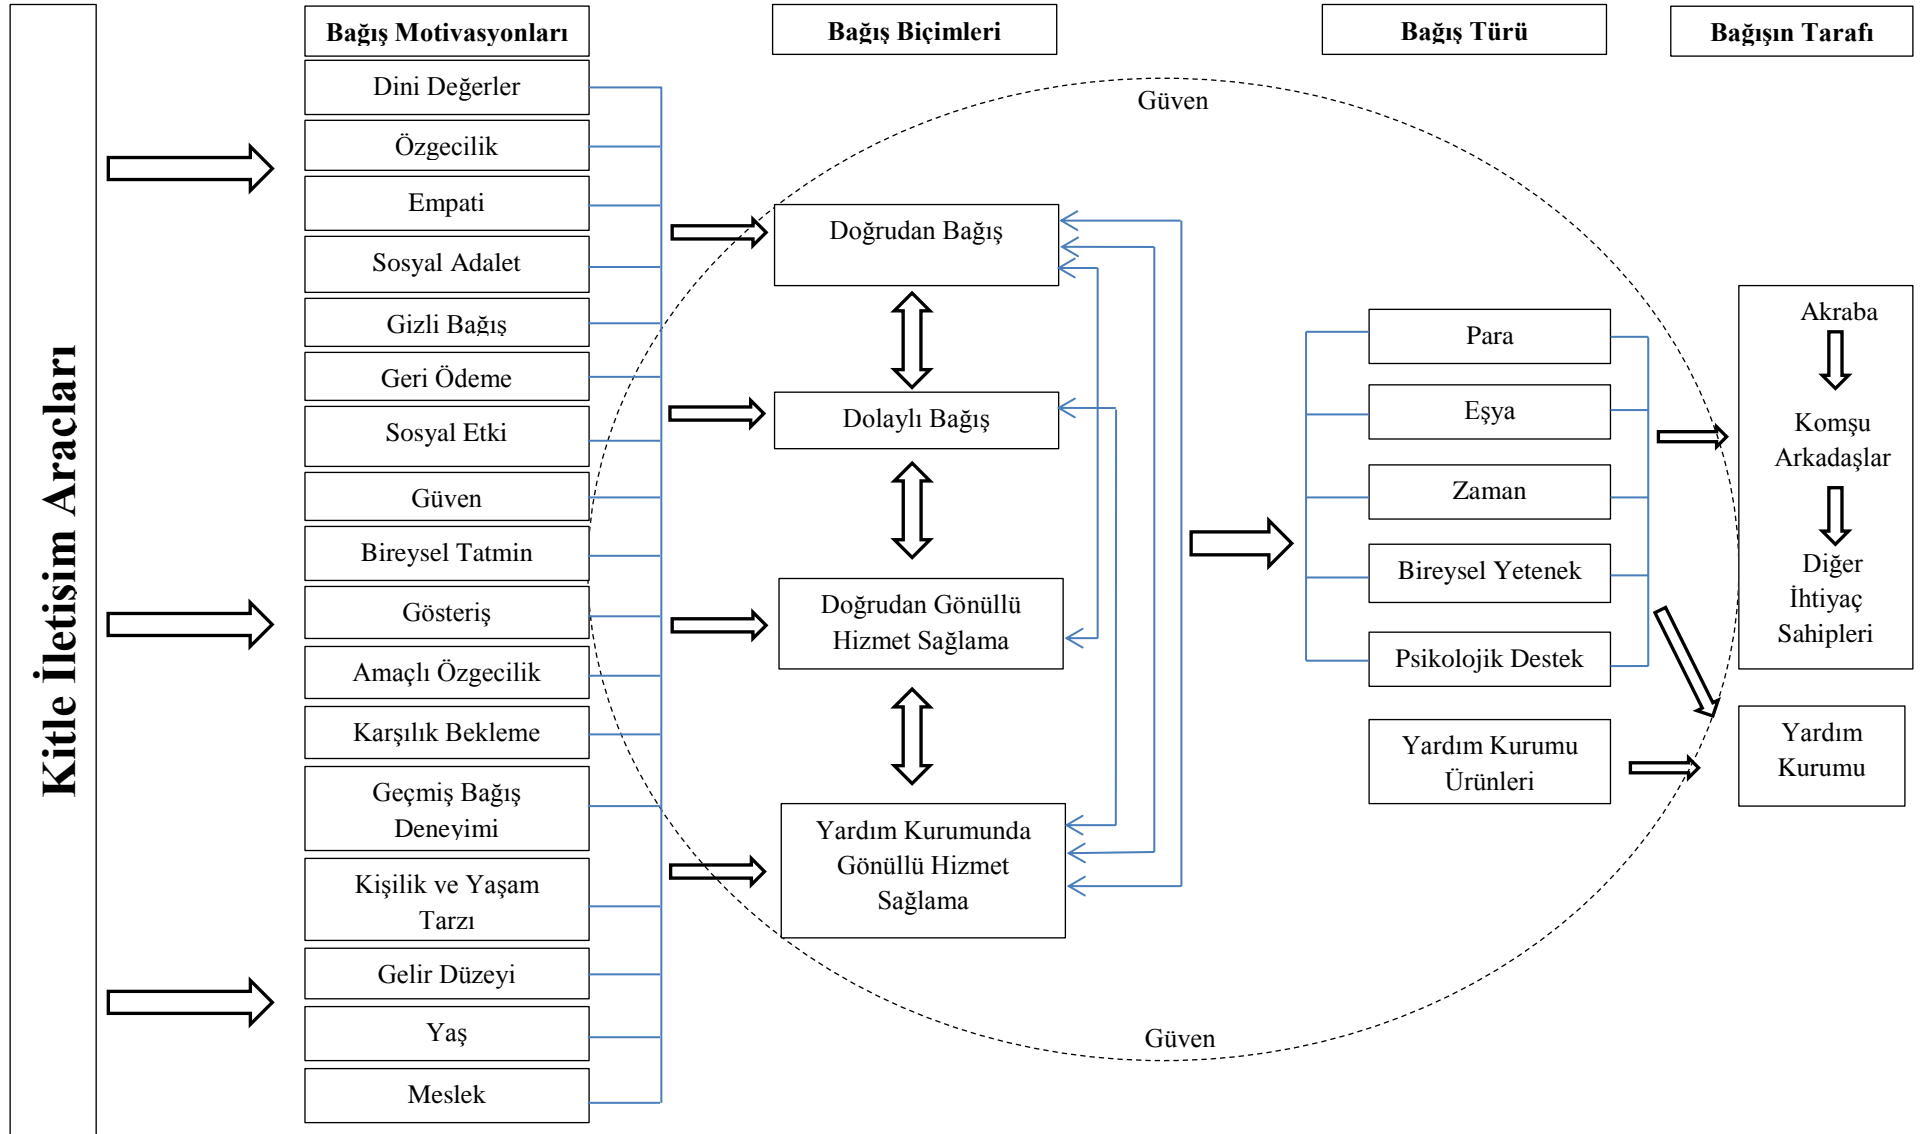 Kitle İletisim Araçları
Bağış Motivasyonları
Dini Değerler
Özgecilik
Empati
Sosyal Adalet
Gizli Bağış
Geri Ödeme
Sosyal Etki
Güven
Bireysel Tatmin
Gösteriş
Amaçlı Özgecilik
Karşılık Bekleme
Geçmiş Bağış
Deneyimi
Kişilik ve Yaşam
Tarzı
Gelir Düzeyi
Yaş
Meslek
Bağış Biçimleri
Güven
Doğrudan Bağış
Dolaylı Bağış
Doğrudan Gönüllü
Hizmet Sağlama
Yardım Kurumunda
Gönüllü Hizmet
Sağlama
Güven
Bağış Türü
Para
Eşya
Zaman
Bireysel Yetenek
Psikolojik Destek
Yardım Kurumu
Ürünleri
Bağışın Tarafı
Akraba
Komşu
Arkadaşlar
Diğer
İhtiyaç
Sahipleri
Yardım
Kurumu